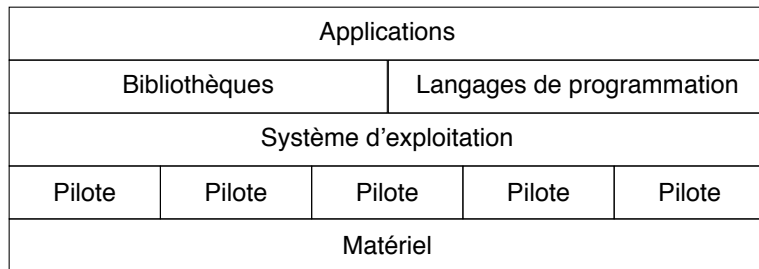 Applications
Bibliothèques Langages de programmation
Système d'exploitation
Pilote Pilote Pilote Pilote Pilote
Matériel